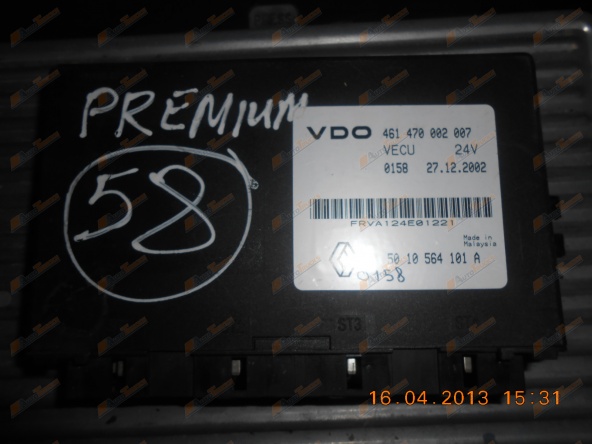 PREMIUM
58
VDO 461 470 002 007
VECU 24V
0158 27.12.2002
FRVA124E01221
Made in
Malaysia
50 10 564 101 A
0158
ST3
16.04.2013 15:31